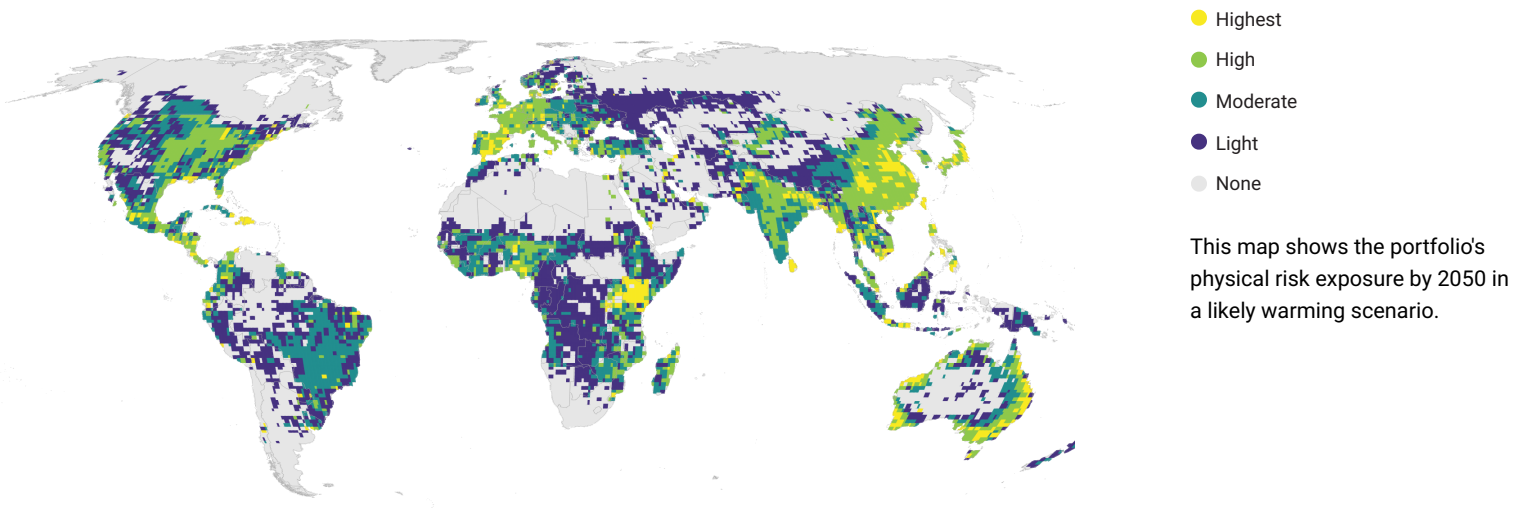 Highest
High
Moderate
Light
None
This map shows the portfolio's
physical risk exposure by 2050 in
a likely warming scenario.